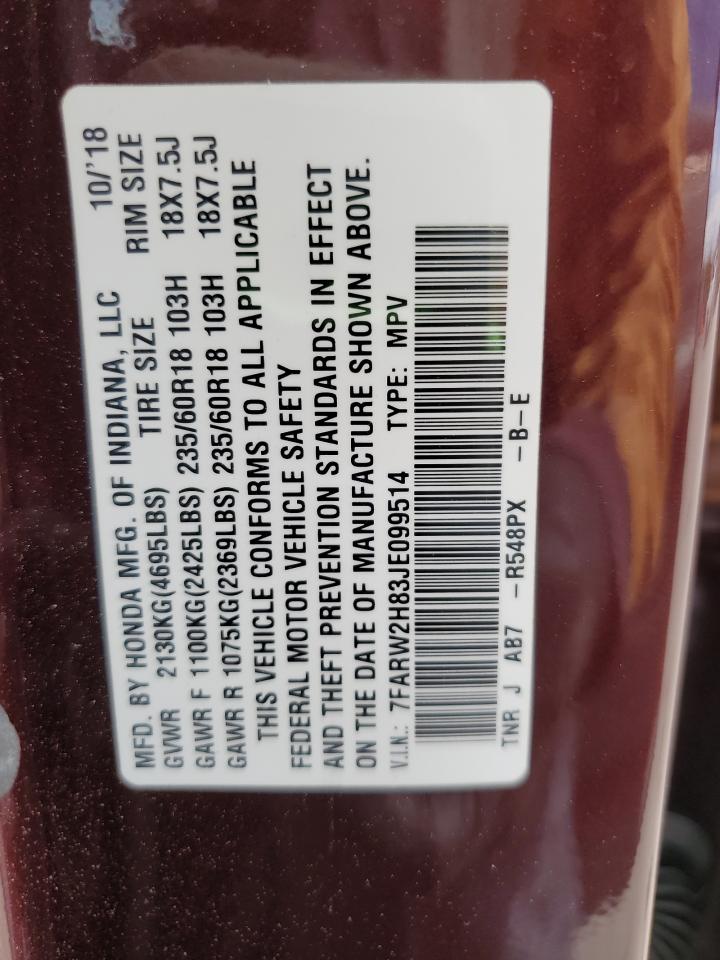 MFD. BY HONDA MFG. OF INDIANA, LLC 10/'18
TIRE SIZE RIM SIZE
GVWR 2130KG(4695LBS)
GAWR F 1100KG(2425LBS) 235/60R18 103H 18X7.5J
GAWR R 1075KG(2369LBS) 235/60R18 103H 18X7.5J
THIS VEHICLE CONFORMS TO ALL APPLICABLE
FEDERAL MOTOR VEHICLE SAFETY
AND THEFT PREVENTION STANDARDS IN EFFECT
ON THE DATE OF MANUFACTURE SHOWN ABOVE.
V.I.N.: 7FARW2H83JE099514 TYPE: MPV
TNR J AB7 -R548PX -B-E